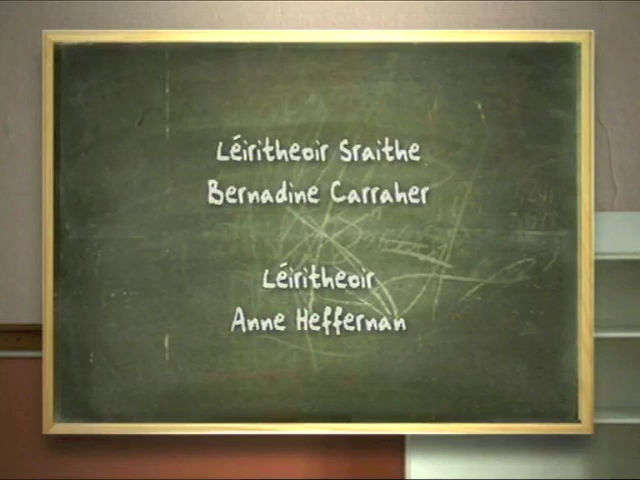 Léiritheoir Sraithe
Bernadine Carraher
Léiritheoir
Anne Heffernan